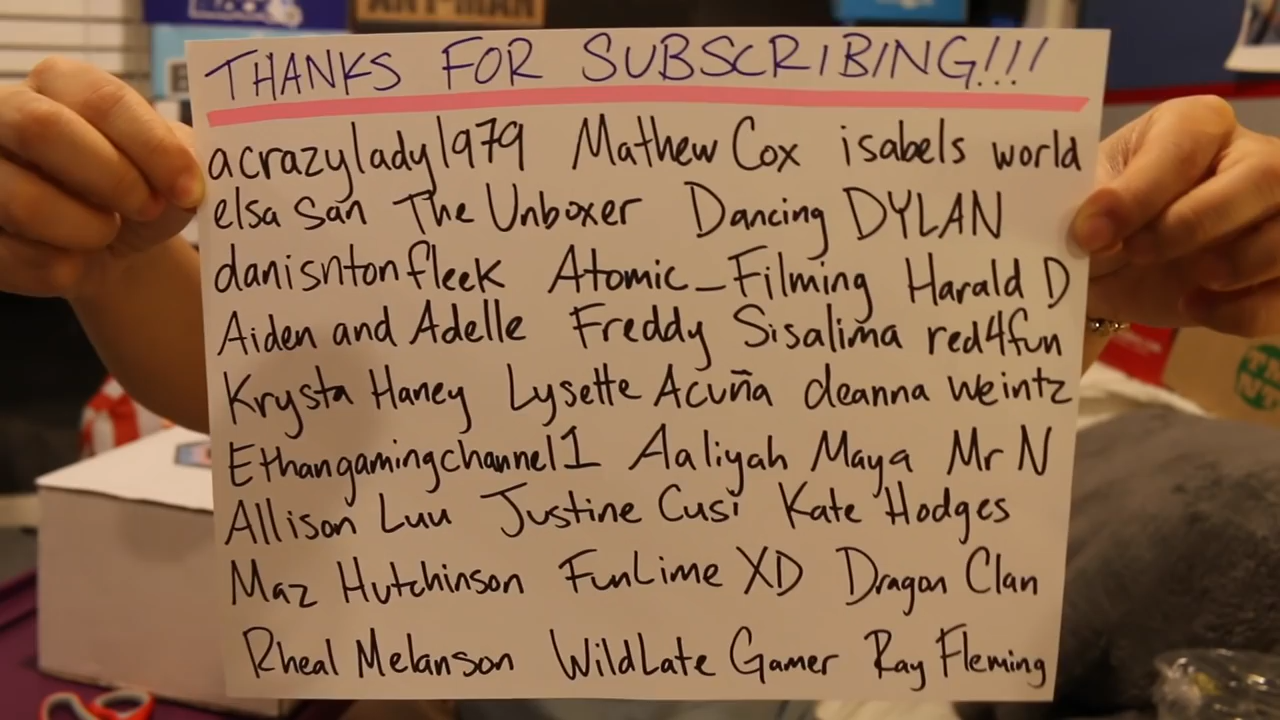 ANT-MAN
THANKS FOR SUBSCRIBING!!!
acrazylady1979 Mathew Cox isabels world
elsa san The Unboxer Dancing DYLAN
danisntonfleek Atomic_Filming Harald D
Aiden and Adelle Freddy Sisalima red4fun
Krysta Haney Lysette Acuña deanna weintz
Ethangamingchannel1 Aaliyah Maya Mr N
Allison Luu Justine Cusi Kate Hodges
Maz Hutchinson FunLime XD Dragon Clan
Rheal Melanson WildLate Gamer Ray Fleming